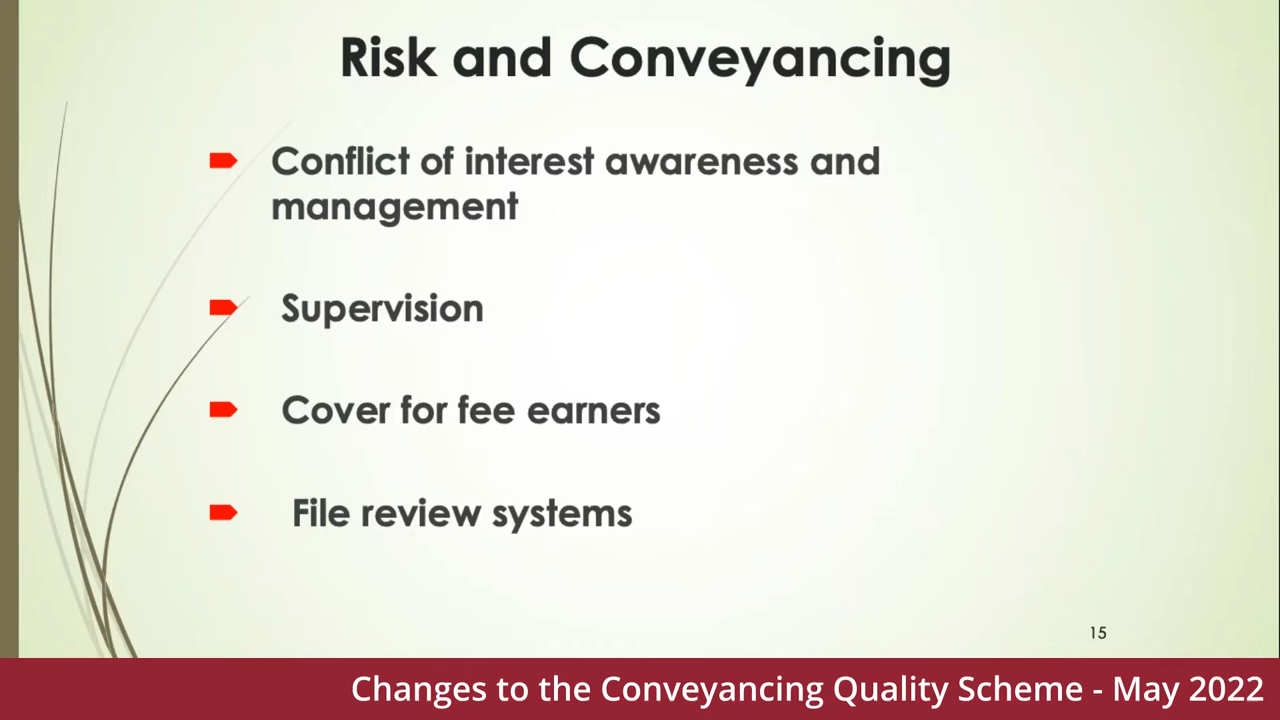 Risk and Conveyancing
Conflict of interest awareness and
management
Supervision
Cover for fee earners
File review systems
15
Changes to the Conveyancing Quality Scheme - May 2022